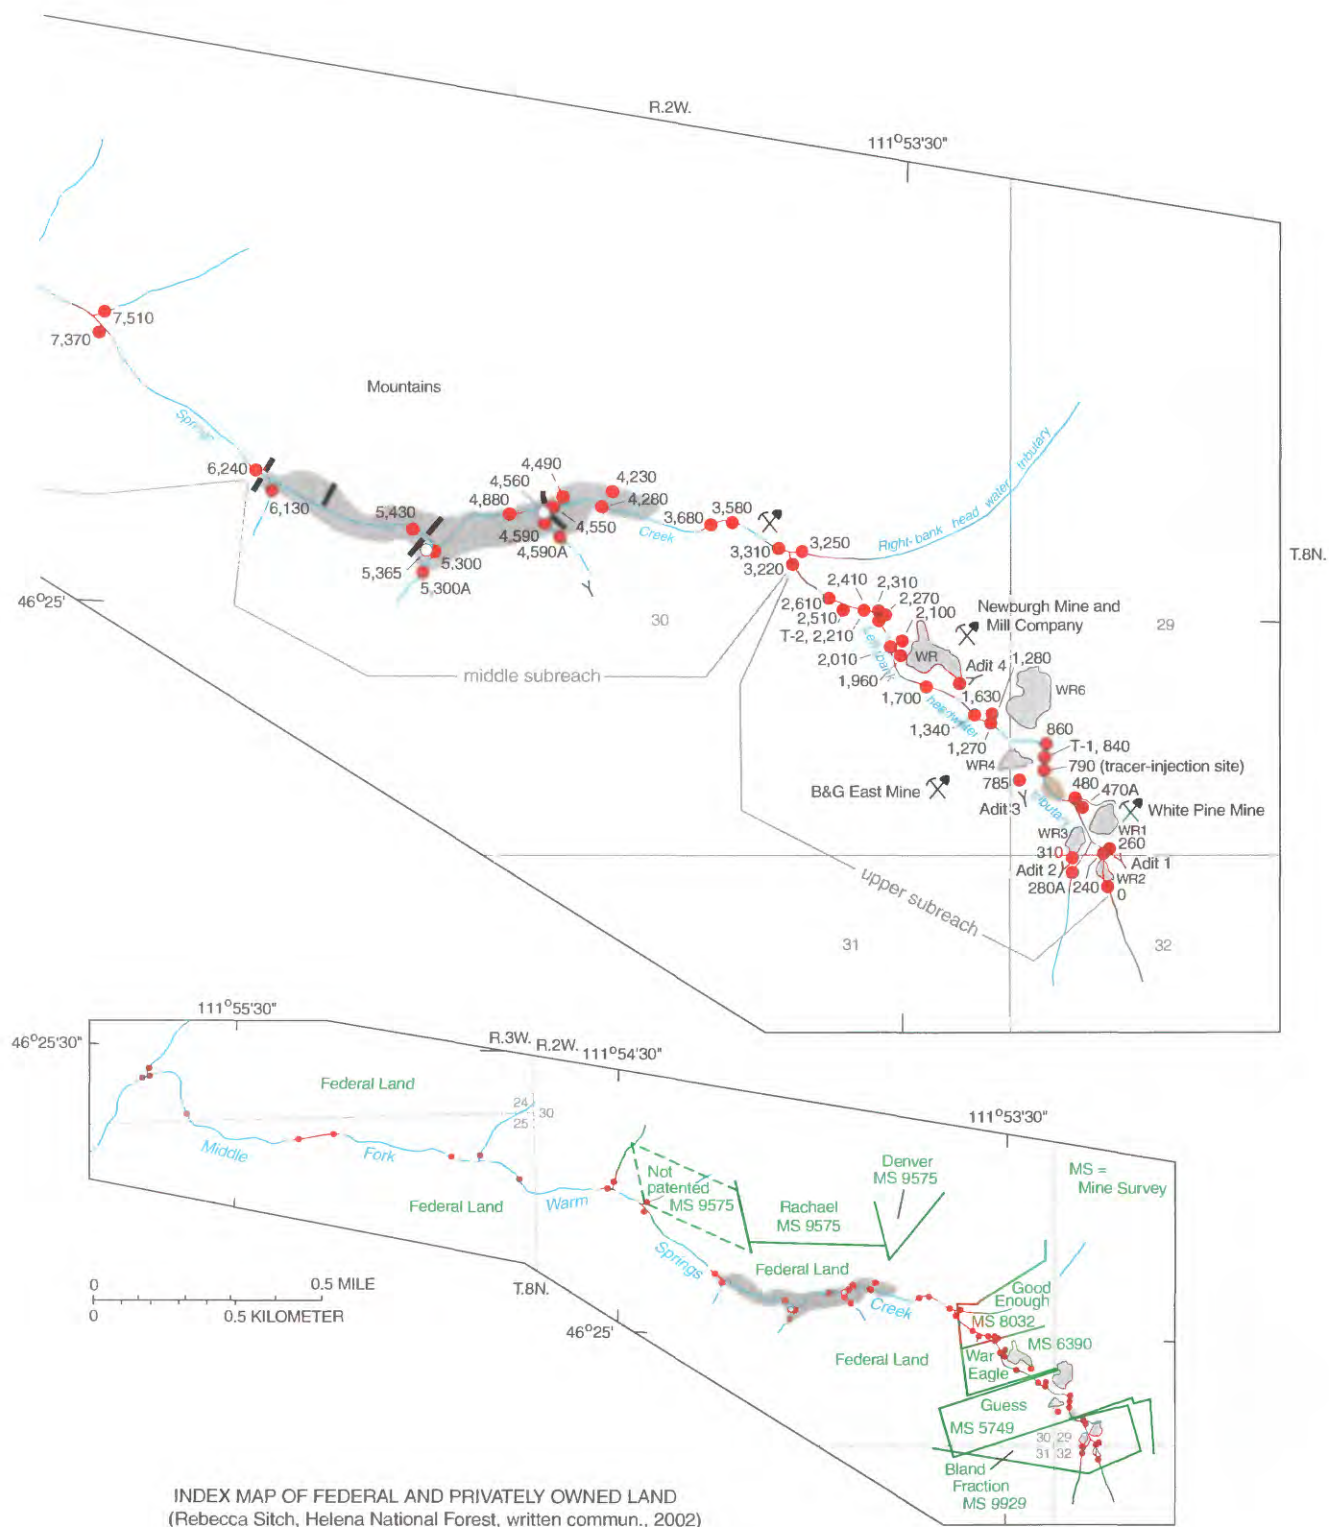 R.2W.
111°53'30"
7,510
7,370
Mountains
Springs
6,240
6,130
5,430
4,880
4,560
4,490
4,230
4,280
4,550
4,590
4,590A
5,365
5,300
5,300A
Creek
3,680
3,580
3,310
3,250
3,220
Right-bank head water tributary
T.8N.
46°25'
30
29
middle subreach
2,610
2,510
2,410
2,310
2,270
T-2, 2,210
2,100
2,010
1,960
WR
Newburgh Mine and
Mill Company
Adit 4
1,280
1,700
1,630
WR6
Left-bank
headwater
tributary
1,340
1,270
860
T-1, 840
790 (tracer-injection site)
WR4
785
480
470A
B&G East Mine
Adit 3
White Pine Mine
WR3
WR1
310
260
Adit 2
Adit 1
280A
240
WR2
0
upper subreach
31
32
111°55'30"
46°25'30"
R.3W.
R.2W.
111°54'30"
111°53'30"
Federal Land
24
30
25
Middle
Fork
Warm
Springs
Creek
Federal Land
Not
patented
MS 9575
Rachael
MS 9575
Denver
MS 9575
MS =
Mine Survey
Federal Land
0
0.5 MILE
0
0.5 KILOMETER
T.8N.
46°25'
Good
Enough
MS 8032
MS 6390
War
Eagle
Federal Land
Guess
MS 5749
30
29
31
32
Bland
Fraction
MS 9929
INDEX MAP OF FEDERAL AND PRIVATELY OWNED LAND
(Rebecca Sitch, Helena National Forest, written commun., 2002)